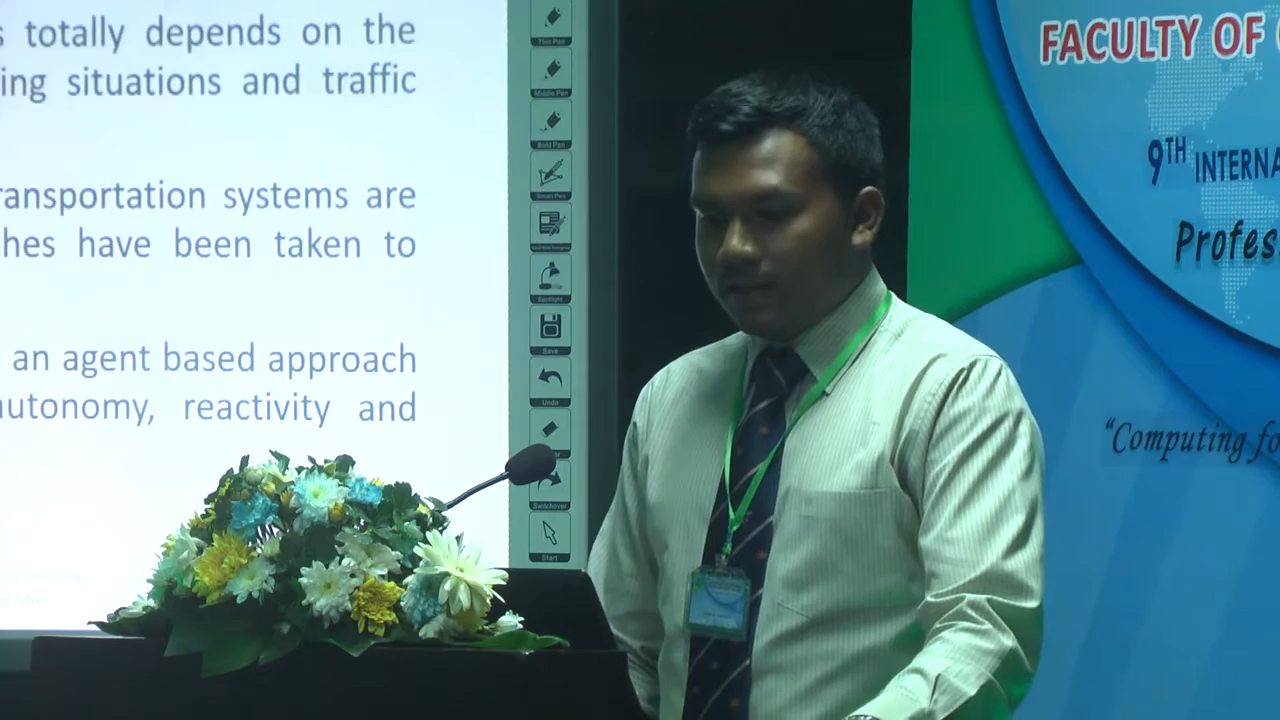 s totally depends on the
ing situations and traffic
ransportation systems are
hes have been taken to
an agent based approach
autonomy, reactivity and
Thin Pen
Middle Pen
Bold Pen
Smart Pen
Spotlight
Save
Undo
Switchover
Start
FACULTY OF
9TH INTERNA
Profes
"Computing fo